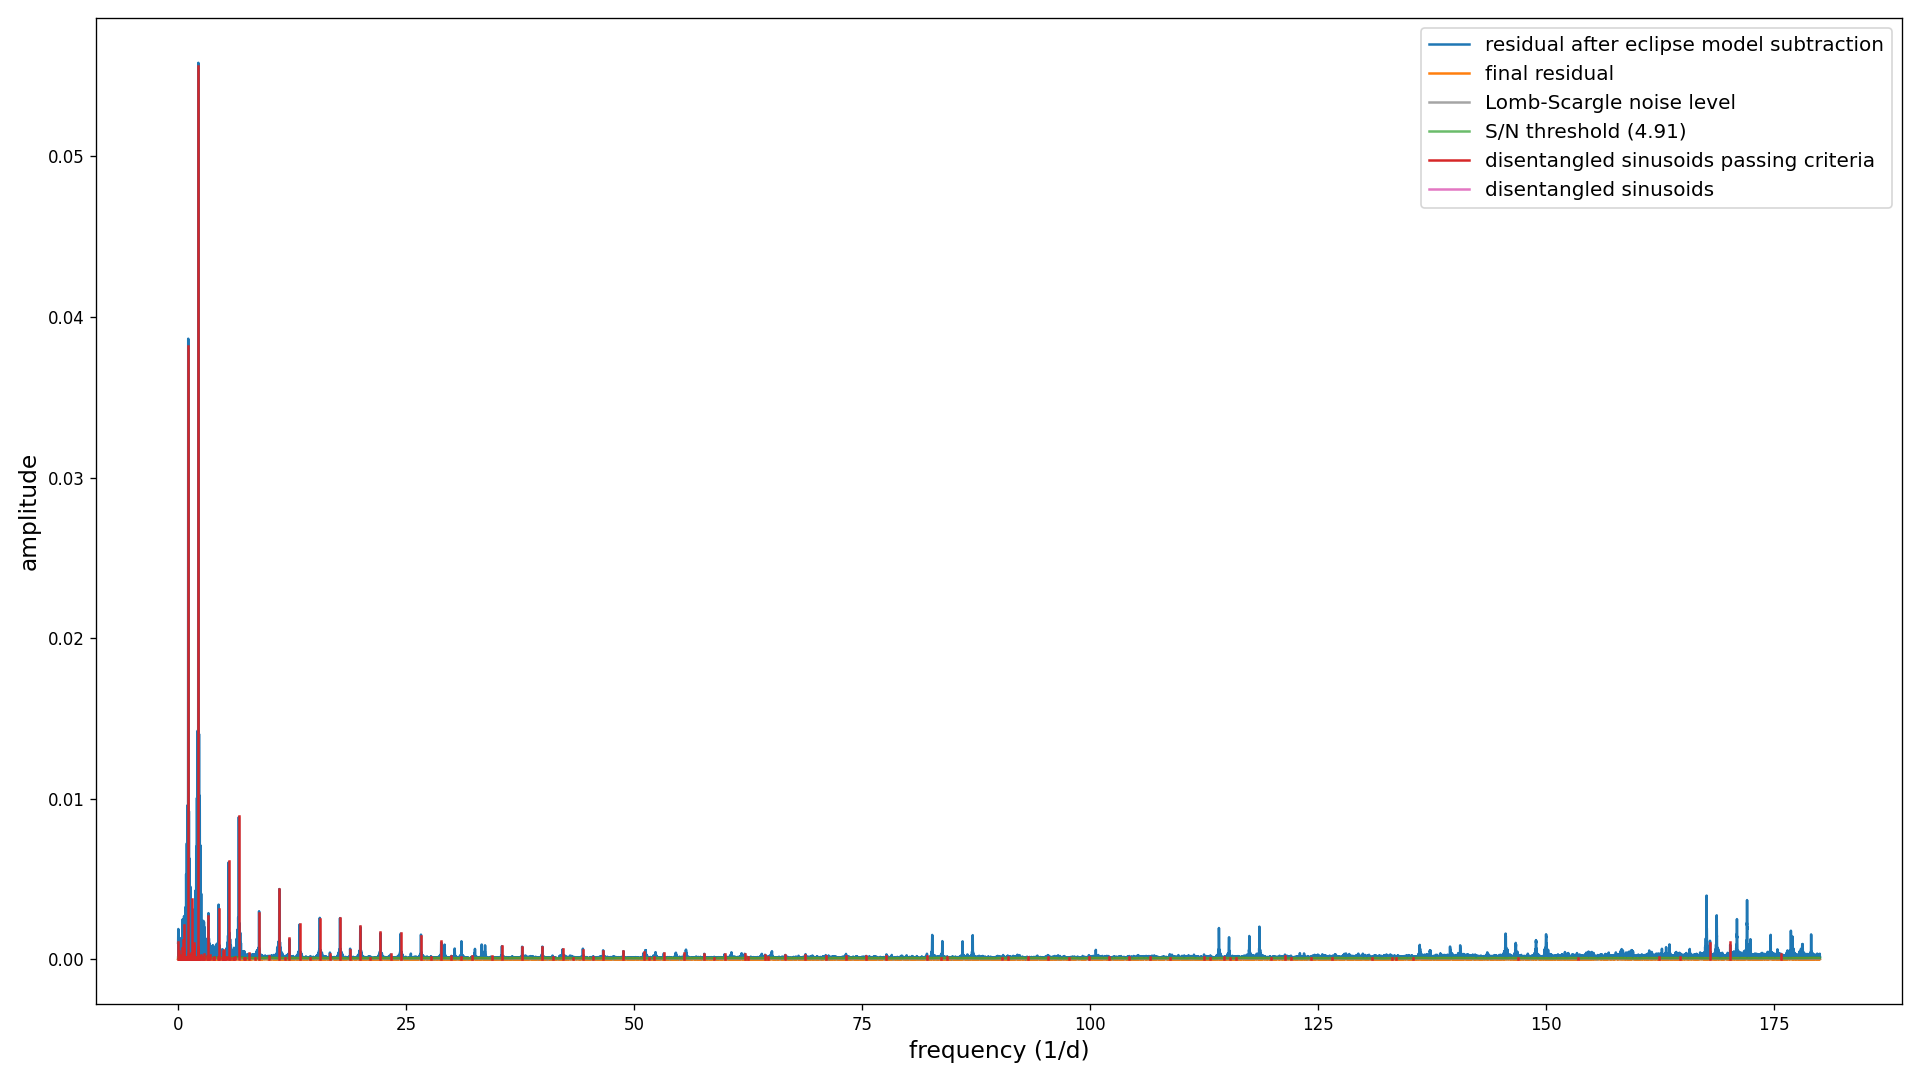 residual after eclipse model subtraction
final residual
Lomb-Scargle noise level
S/N threshold (4.91)
disentangled sinusoids passing criteria
disentangled sinusoids
amplitude
0.05
0.04
0.03
0.02
0.01
0.00
0 25 50 75 100 125 150 175
frequency (1/d)